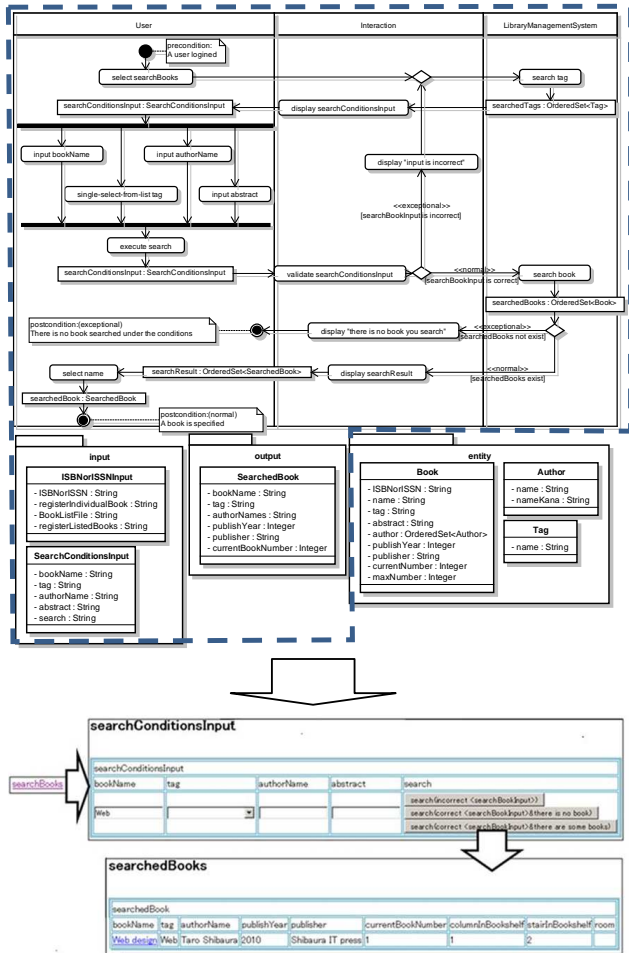 User
Interaction
LibraryManagementSystem
precondition:
A user logined
select searchBooks
search tag
searchConditionsInput : SearchConditionsInput
display searchConditionsInput
searchedTags : OrderedSet<Tag>
input bookName
input authorName
display "input is incorrect"
single-select-from-list tag
input abstract
<<exceptional>>
[searchBookInput is incorrect]
execute search
searchConditionsInput : SearchConditionsInput
validate searchConditionsInput
<<normal>>
[searchBookInput is correct]
search book
searchedBooks : OrderedSet<Book>
postcondition:(exceptional)
There is no book searched under the conditions
display "there is no book you search"
<<exceptional>>
[searchedBooks not exist]
select name
searchResult : OrderedSet<SearchedBook>
display searchResult
<<normal>>
[searchedBooks exist]
searchedBook : SearchedBook
postcondition:(normal)
A book is specified
input
ISBNorISSNInput
- ISBNorISSN : String
- registerIndividualBook : String
- BookListFile : String
- registerListedBooks : String
SearchConditionsInput
- bookName : String
- tag : String
- authorName : String
- abstract : String
- search : String
output
SearchedBook
- bookName : String
- tag : String
- authorNames : String
- publishYear : Integer
- publisher : String
- currentBookNumber : Integer
entity
Book
- ISBNorISSN : String
- name : String
- tag : String
- abstract : String
- author : OrderedSet<Author>
- publishYear : Integer
- publisher : String
- currentNumber : Integer
- maxNumber : Integer
Author
- name : String
- nameKana : String
Tag
- name : String
searchConditionsInput
searchBooks
searchConditionsInput
bookName tag authorName abstract search
search(incorrect <searchBookInput>)
Web
search(correct <searchBookInput>&there is no book)
search(correct <searchBookInput>&there are some books)
searchedBooks
searchedBook
bookName tag authorName publishYear publisher currentBookNumber columnInBookshelf stairInBookshelf room
Web design Web Taro Shibaura 2010 Shibaura IT press 1 1 2